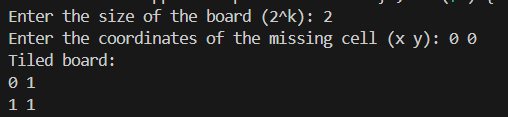 Enter the size of the board (2^k): 2
Enter the coordinates of the missing cell (x y): 0 0
Tiled board:
0 1
1 1